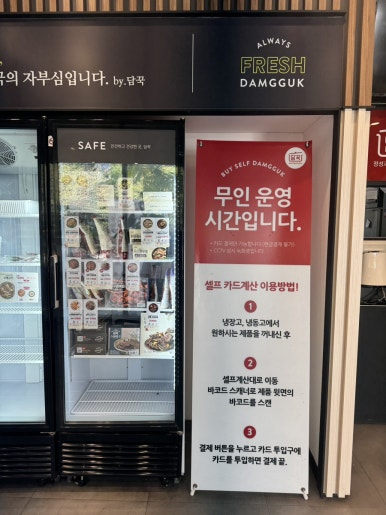 ALWAYS
FRESH
DAMGGUK
의 자부심입니다. by.담꾹
SAFE
BUY SELF DAMGGUK
담꾹
무인 운영
시간입니다.
셀프 카드계산 이용방법!
1
냉장고, 냉동고에서
원하시는 제품을 꺼내신 후
2
셀프계산대로 이동
바코드 스캐너로 제품 뒷면의
바코드를 스캔
3
결제 버튼을 누르고 카드 투입구에
카드를 투입하면 결제 끝.